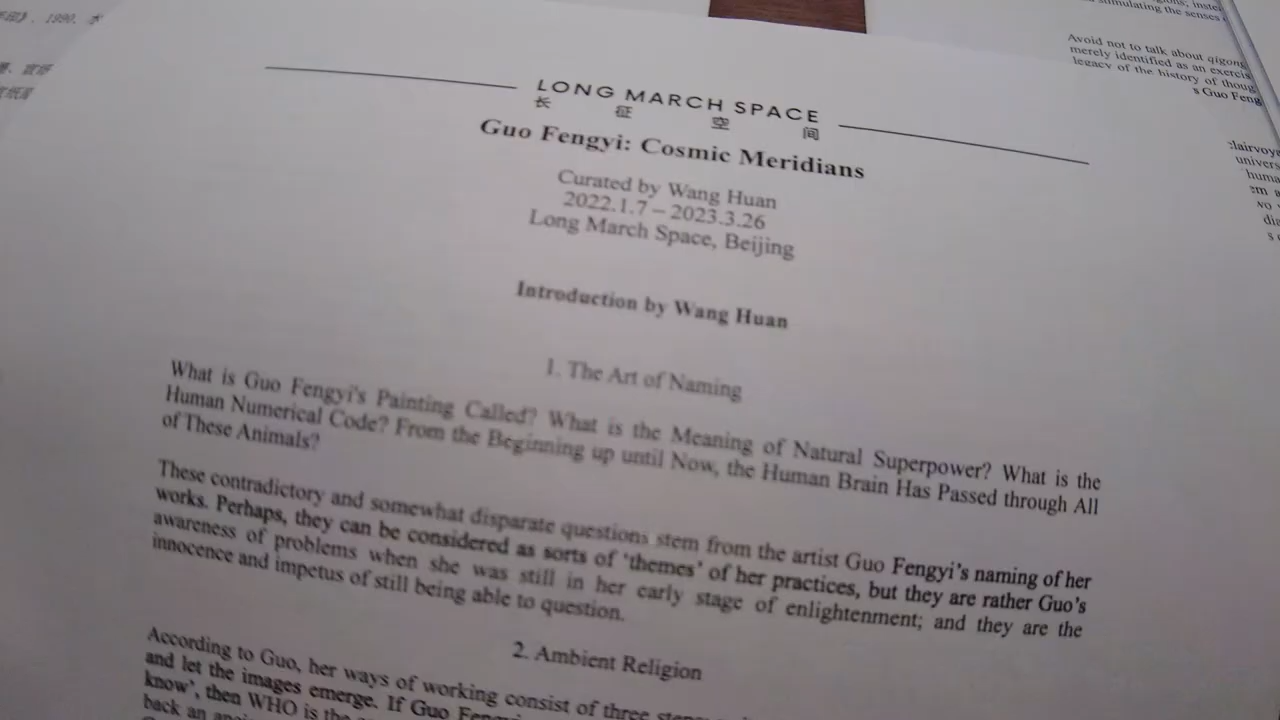 LONG MARCH SPACE
长 征 空 间
Guo Fengyi: Cosmic Meridians
Curated by Wang Huan
2022.1.7 – 2023.3.26
Long March Space, Beijing
Introduction by Wang Huan
1. The Art of Naming
What is Guo Fengyi's Painting Called? What is the Meaning of Natural Superpower? What is the
Human Numerical Code? From the Beginning up until Now, the Human Brain Has Passed through All
of These Animals?
These contradictory and somewhat disparate questions stem from the artist Guo Fengyi's naming of her
works. Perhaps, they can be considered as sorts of 'themes' of her practices, but they are rather Guo's
awareness of problems when she was still in her early stage of enlightenment; and they are the
innocence and impetus of still being able to question.
2. Ambient Religion
According to Guo, her ways of working consist of three
and let the images emerge. If Guo
know', then WHO is the
back an
stimulating the senses
Avoid not to talk about qigong
merely identified as an
legacy of the history of
s Guo Feng
1990.